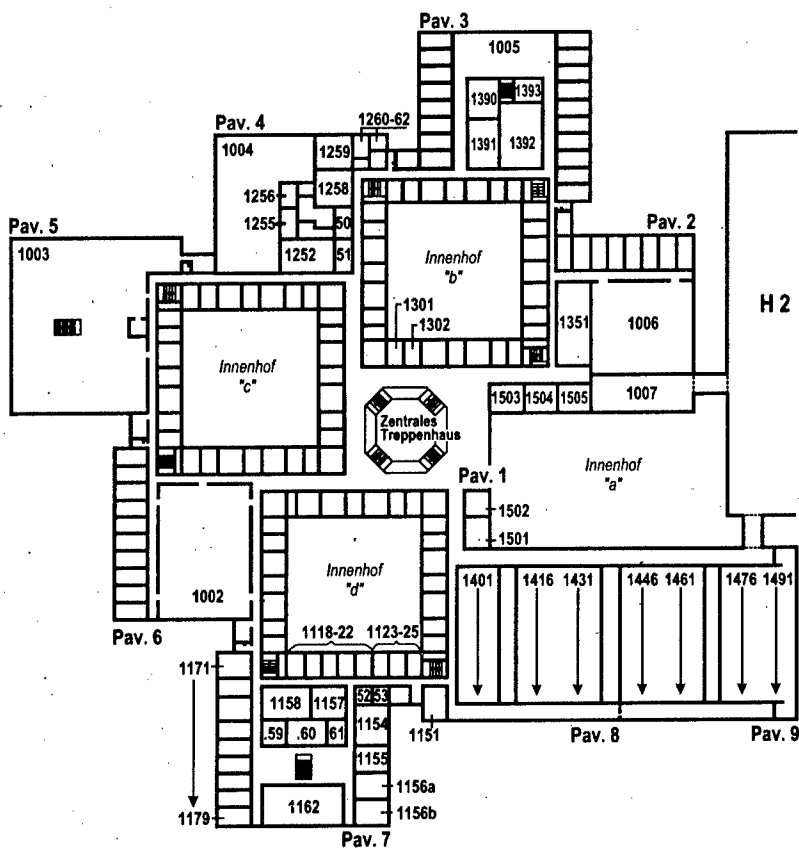 Pav. 3
1005
1390
1393
1391
1392
1260-62
Pav. 4
1004
1259
1258
1256
1255
50
1252
51
Pav. 5
1003
Pav. 2
Innenhof
"b"
1301
1302
1351
1006
H 2
Innenhof
"c"
1503
1504
1505
1007
Zentrales
Treppenhaus
Innenhof
"a"
Pav. 1
1502
1501
1002
Pav. 6
Innenhof
"d"
1118-22
1123-25
1401
1416
1431
1446
1461
1476
1491
1171
1158
1157
52
53
.59
.60
61
1154
1151
1155
1156a
1162
1156b
1179
Pav. 7
Pav. 8
Pav. 9